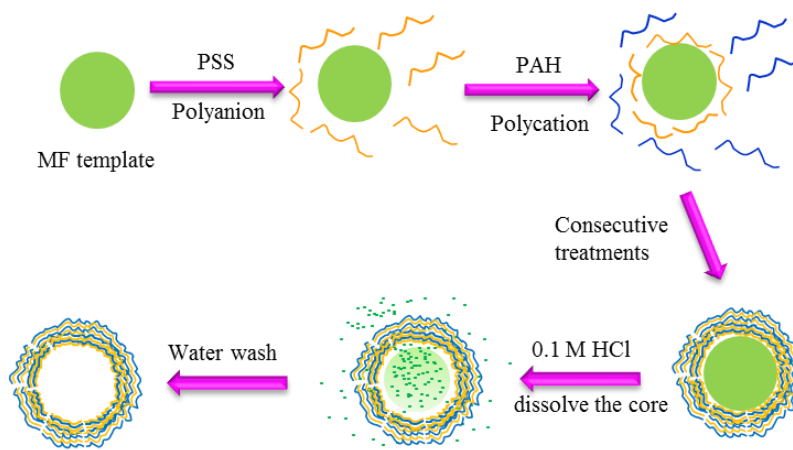 PSS
Polyanion
PAH
Polycation
MF template
Consecutive
treatments
Water wash
0.1 M HCl
dissolve the core